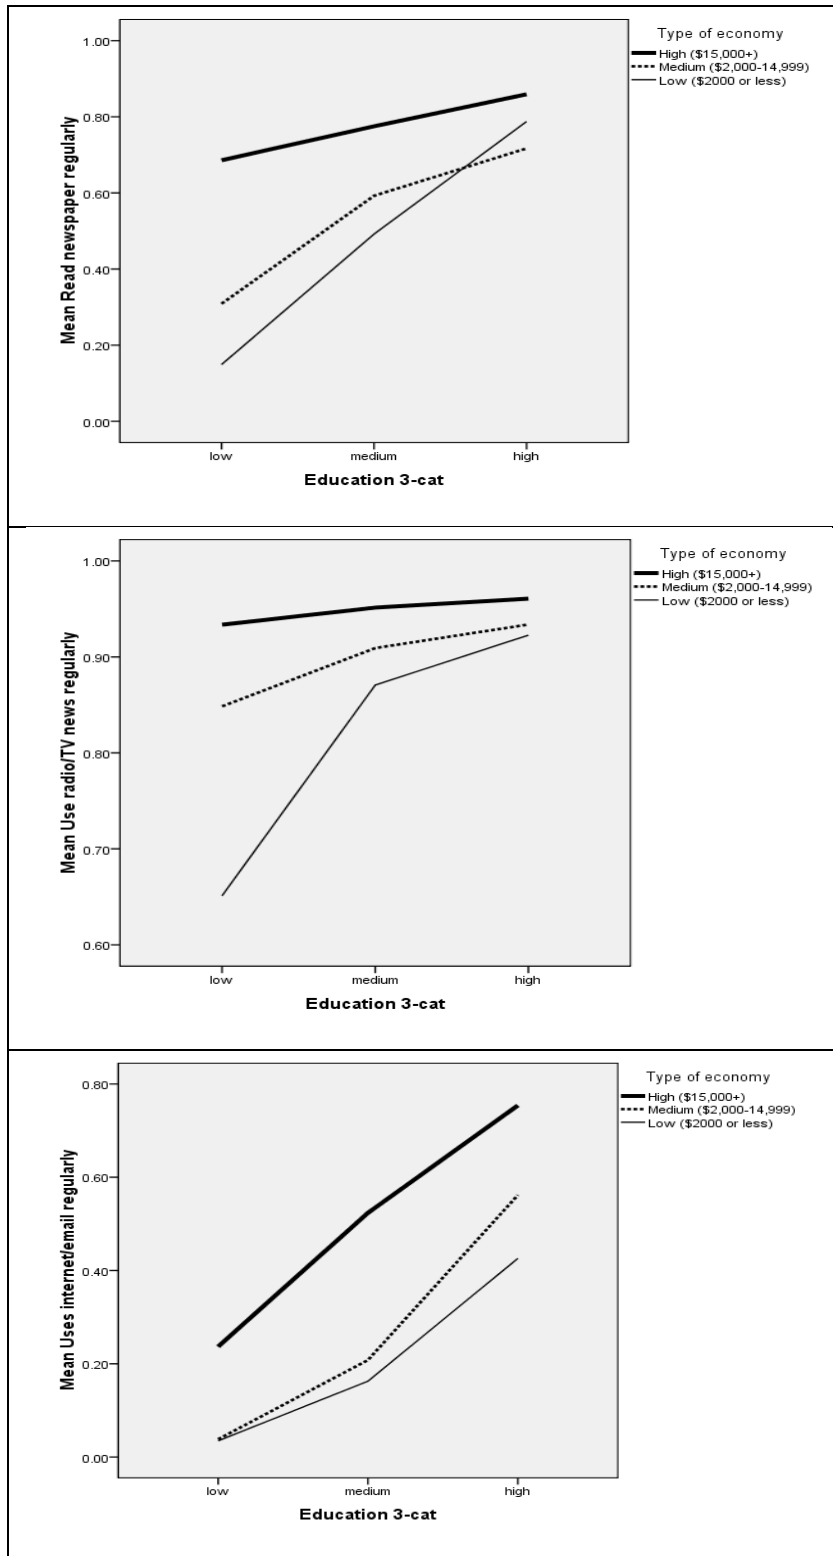 Type of economy
High ($15,000+)
Medium ($2,000-14,999)
Low ($2000 or less)
1.00
0.80
0.60
0.40
0.20
0.00
Mean Read newspaper regularly
low medium high
Education 3-cat
Type of economy
High ($15,000+)
Medium ($2,000-14,999)
Low ($2000 or less)
1.00
0.90
0.80
0.70
0.60
Mean Use radio/TV news regularly
low medium high
Education 3-cat
Type of economy
High ($15,000+)
Medium ($2,000-14,999)
Low ($2000 or less)
0.80
0.60
0.40
0.20
0.00
Mean Uses internet/email regularly
low medium high
Education 3-cat